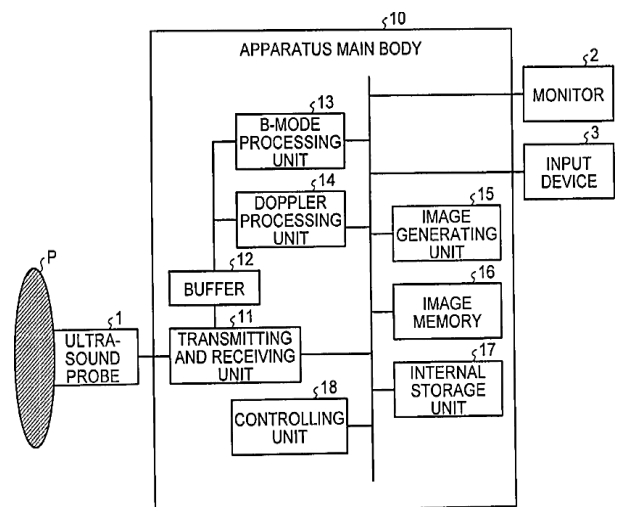 10
APPARATUS MAIN BODY
2
MONITOR
3
INPUT
DEVICE
13
B-MODE
PROCESSING
UNIT
14
DOPPLER
PROCESSING
UNIT
15
IMAGE
GENERATING
UNIT
P
12
BUFFER
16
IMAGE
MEMORY
1
ULTRA-
SOUND
PROBE
11
TRANSMITTING
AND RECEIVING
UNIT
17
INTERNAL
STORAGE
UNIT
18
CONTROLLING
UNIT